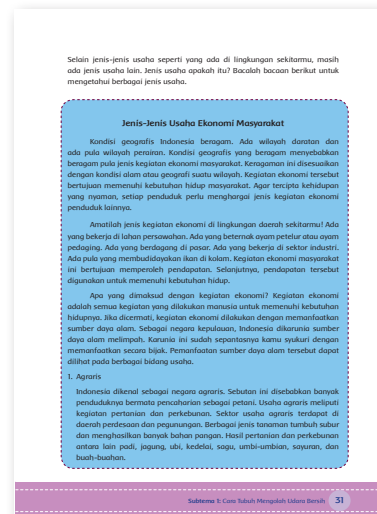 Selain jenis-jenis usaha seperti yang ada di lingkungan sekitarmu, masih
ada jenis usaha lain. Jenis usaha apakah itu? Bacalah bacaan berikut untuk
mengetahui berbagai jenis usaha.
Jenis-Jenis Usaha Ekonomi Masyarakat
Kondisi geografis Indonesia beragam. Ada wilayah daratan dan
ada pula wilayah perairan. Kondisi geografis yang beragam menyebabkan
beragam pula jenis kegiatan ekonomi masyarakat. Keragaman ini disesuaikan
dengan kondisi alam atau geografi suatu wilayah. Kegiatan ekonomi tersebut
bertujuan memenuhi kebutuhan hidup masyarakat. Agar tercipta kehidupan
yang nyaman, setiap penduduk perlu menghargai jenis kegiatan ekonomi
penduduk lainnya.
Amatilah jenis kegiatan ekonomi di lingkungan daerah sekitarmu! Ada
yang bekerja di lahan persawahan. Ada yang beternak ayam petelur atau ayam
pedaging. Ada yang berdagang di pasar. Ada yang bekerja di sektor industri.
Ada pula yang membudidayakan ikan di kolam. Kegiatan ekonomi masyarakat
ini bertujuan memperoleh pendapatan. Selanjutnya, pendapatan tersebut
digunakan untuk memenuhi kebutuhan hidup.
Apa yang dimaksud dengan kegiatan ekonomi? Kegiatan ekonomi
adalah semua kegiatan yang dilakukan manusia untuk memenuhi kebutuhan
hidupnya. Jika dicermati, kegiatan ekonomi dilakukan dengan memanfaatkan
sumber daya alam. Sebagai negara kepulauan, Indonesia dikarunia sumber
daya alam melimpah. Karunia ini sudah sepantasnya kamu syukuri dengan
memanfaatkan secara bijak. Pemanfaatan sumber daya alam tersebut dapat
dilihat pada berbagai bidang usaha.
1. Agraris
Indonesia dikenal sebagai negara agraris. Sebutan ini disebabkan banyak
penduduknya bermata pencaharian sebagai petani. Usaha agraris meliputi
kegiatan pertanian dan perkebunan. Sektor usaha agraris terdapat di
daerah perdesaan dan pegunungan. Berbagai jenis tanaman tumbuh subur
dan menghasilkan banyak bahan pangan. Hasil pertanian dan perkebunan
antara lain padi, jagung, ubi, kedelai, sagu, umbi-umbian, sayuran, dan
buah-buahan.
Subtema 1: Cara Tubuh Mengolah Udara Bersih 31